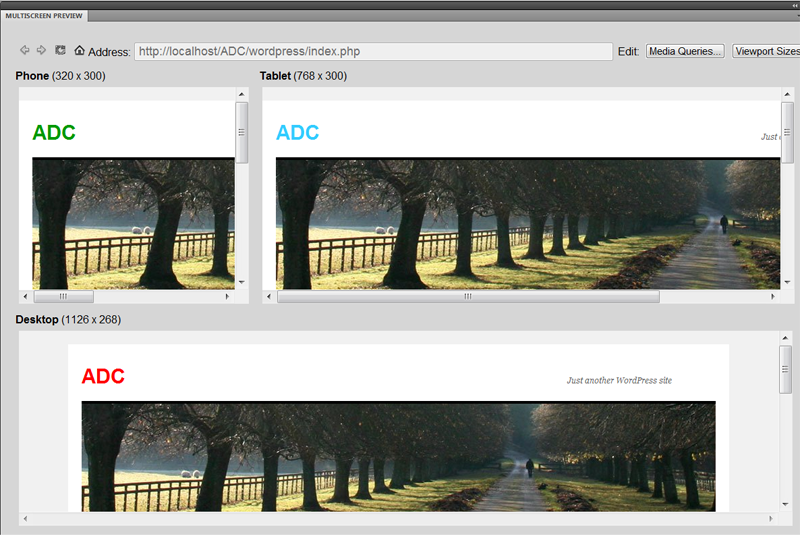 MULTISCREEN PREVIEW
Address: http://localhost/ADC/wordpress/index.php Edit: Media Queries... Viewport Sizes
Phone (320 x 300) Tablet (768 x 300)
ADC ADC
Just
Desktop (1126 x 268)
ADC
Just another WordPress site